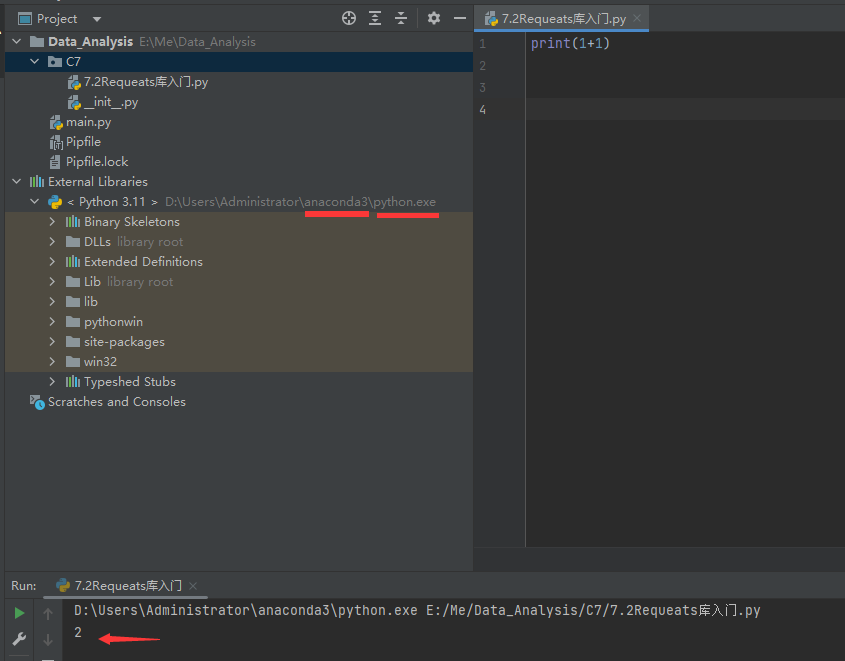 Project
7.2Requeats库入门.py
Data_Analysis E:\Me\Data_Analysis
C7
7.2Requeats库入门.py
__init__.py
main.py
Pipfile
Pipfile.lock
External Libraries
< Python 3.11 > D:\Users\Administrator\anaconda3\python.exe
Binary Skeletons
DLLs library root
Extended Definitions
Lib library root
lib
pythonwin
site-packages
win32
Typeshed Stubs
Scratches and Consoles
1 print(1+1)
2
3
4
Run: 7.2Requeats库入门
D:\Users\Administrator\anaconda3\python.exe E:/Me/Data_Analysis/C7/7.2Requeats库入门.py
2